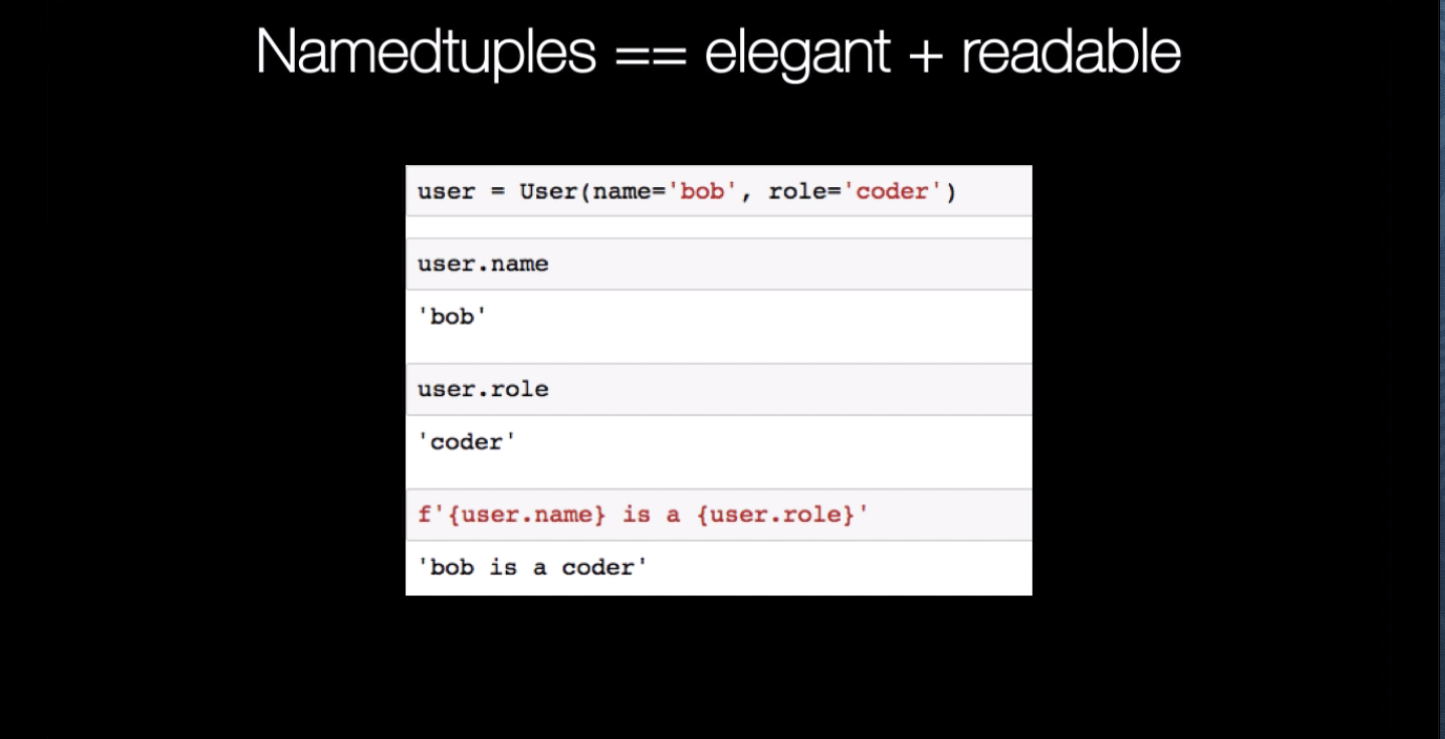 Namedtuples == elegant + readable
user = User(name='bob', role='coder')
user.name
'bob'
user.role
'coder'
f'{user.name} is a {user.role}'
'bob is a coder'